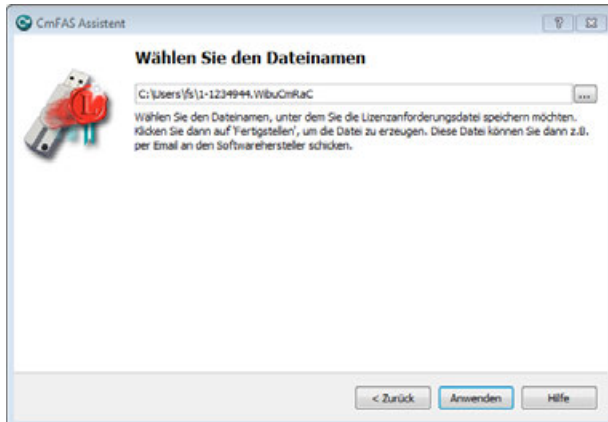 CmFAS Assistent
Wählen Sie den Dateinamen
C:\Users\fs\1-1234944.WibuCmRaC
...
Wählen Sie den Dateinamen, unter dem Sie die Lizenzanforderungsdatei speichern möchten.
Klicken Sie dann auf 'Fertigstellen', um die Datei zu erzeugen. Diese Datei können Sie dann z.B.
per Email an den Softwarehersteller schicken.
< Zurück
Anwenden
Hilfe